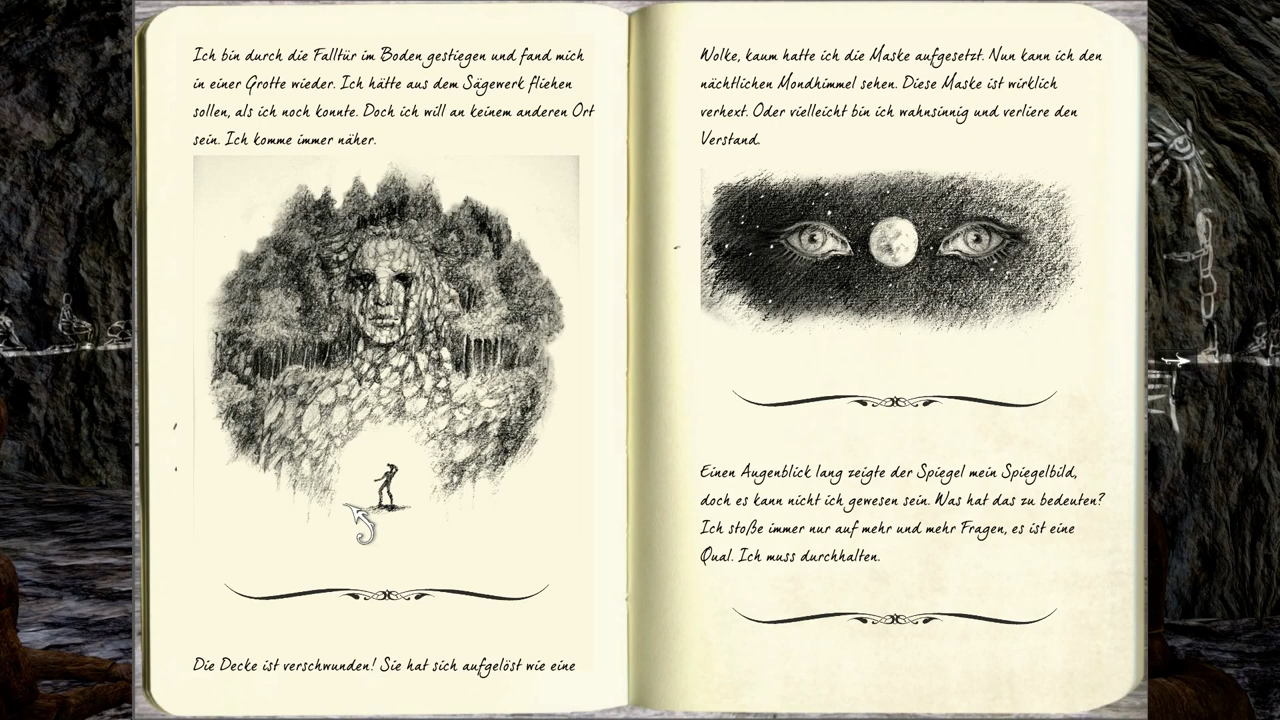 Ich bin durch die Falltür im Boden gestiegen und fand mich
in einer Grotte wieder. Ich hätte aus dem Sägewerk fliehen
sollen, als ich noch konnte. Doch ich will an keinem anderen Ort
sein. Ich komme immer näher.
Die Decke ist verschwunden! Sie hat sich aufgelöst wie eine
Wolke, kaum hatte ich die Maske aufgesetzt. Nun kann ich den
nächtlichen Mondhimmel sehen. Diese Maske ist wirklich
verhext. Oder vielleicht bin ich wahnsinnig und verliere den
Verstand.
Einen Augenblick lang zeigte der Spiegel mein Spiegelbild,
doch es kann nicht ich gewesen sein. Was hat das zu bedeuten?
Ich stoße immer nur auf mehr und mehr Fragen, es ist eine
Qual. Ich muss durchhalten.